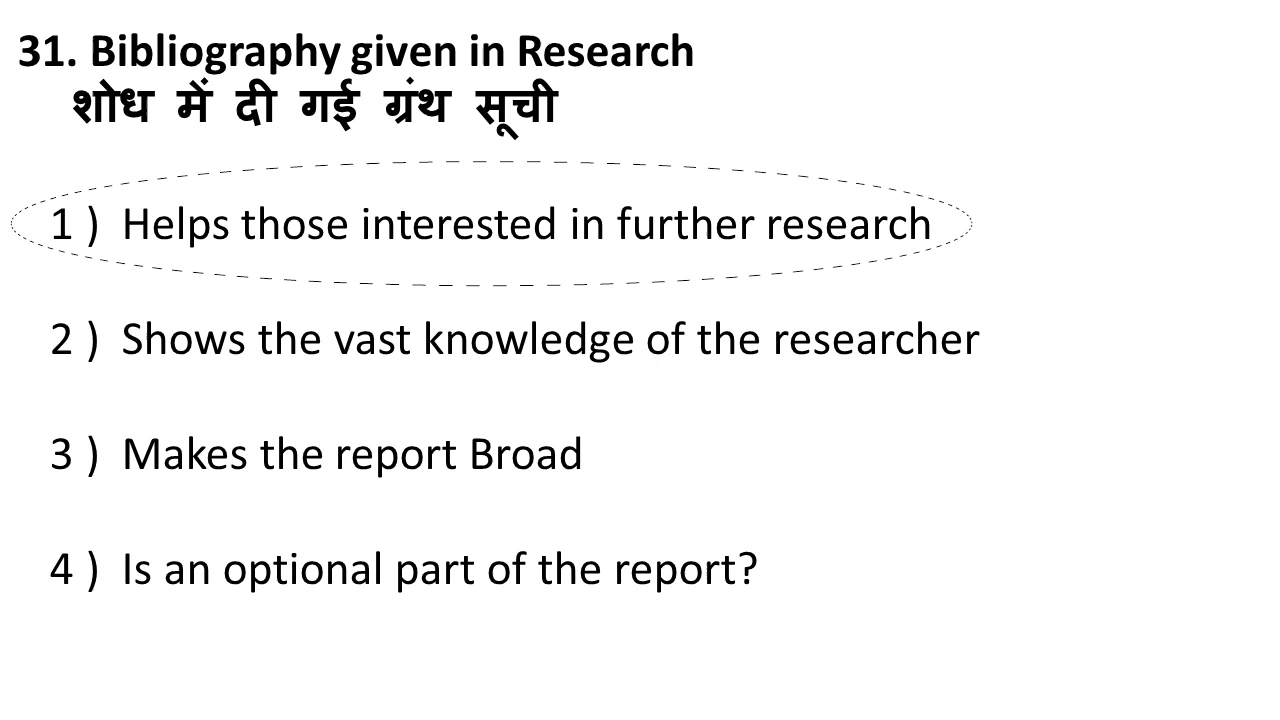 31. Bibliography given in Research
शोध में दी गई ग्रंथ सूची
1 ) Helps those interested in further research
2 ) Shows the vast knowledge of the researcher
3 ) Makes the report Broad
4 ) Is an optional part of the report?